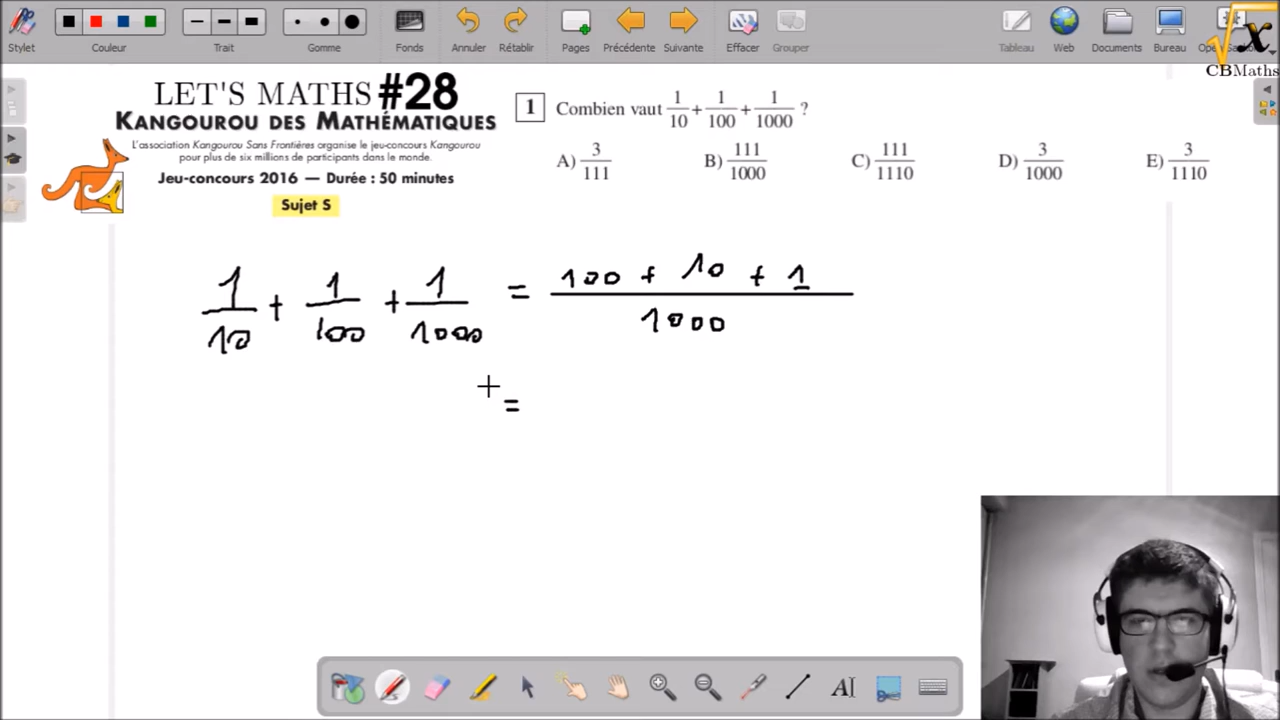 Stylet Couleur Trait Gomme Fonds Annuler Rétablir Pages Précédente Suivante Effacer Grouper Tableau Web Documents Bureau
x
CBMaths
LET'S MATHS #28
KANGOUROU DES MATHÉMATIQUES
L'association Kangourou Sans Frontières organise le jeu-concours Kangourou
pour plus de six millions de participants dans le monde.
Jeu-concours 2016 — Durée : 50 minutes
Sujet S
1 Combien vaut 1/10 + 1/100 + 1/1000 ?
A) 3/111 B) 111/1000 C) 111/1110 D) 3/1000 E) 3/1110
1/10 + 1/100 + 1/1000 = (100 + 10 + 1)/1000
=
AI